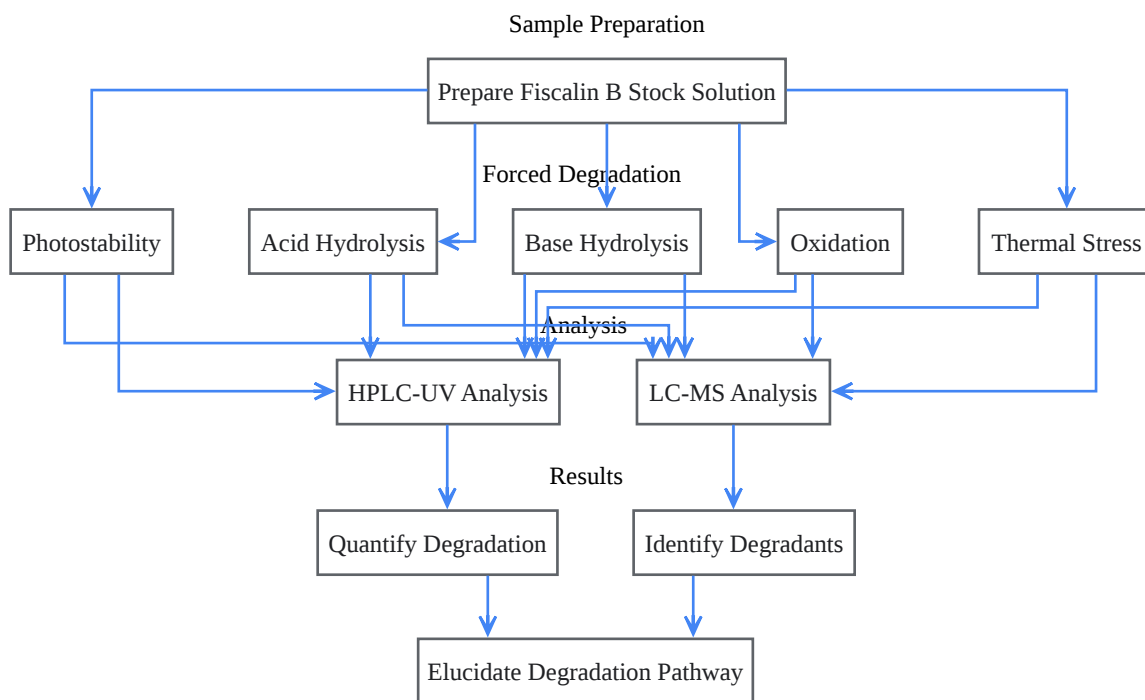 Sample Preparation
Prepare Fiscalin B Stock Solution
Forced Degradation
Photostability
Acid Hydrolysis
Base Hydrolysis
Oxidation
Thermal Stress
Analysis
HPLC-UV Analysis
LC-MS Analysis
Results
Quantify Degradation
Identify Degradants
Elucidate Degradation Pathway